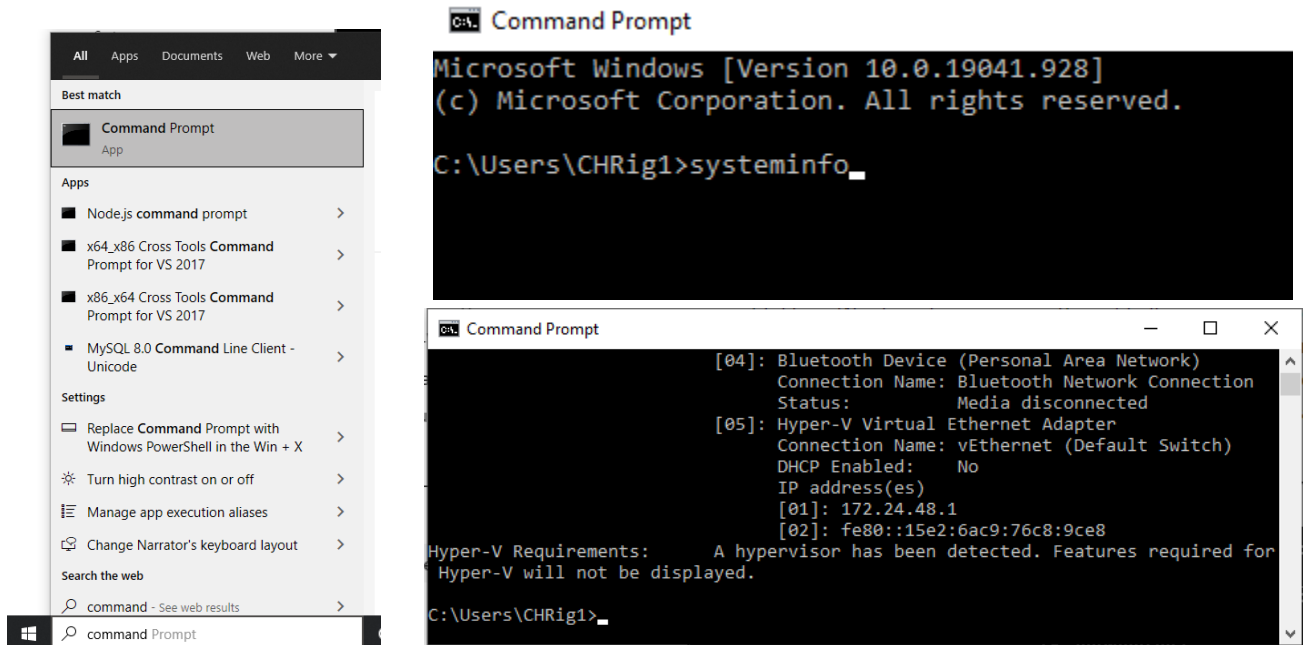 All Apps Documents Web More
Best match
Command Prompt
App
Apps
Node.js command prompt
x64_x86 Cross Tools Command
Prompt for VS 2017
x86_x64 Cross Tools Command
Prompt for VS 2017
MySQL 8.0 Command Line Client -
Unicode
Settings
Replace Command Prompt with
Windows PowerShell in the Win + X
Turn high contrast on or off
Manage app execution aliases
Change Narrator's keyboard layout
Search the web
command - See web results
command Prompt
Command Prompt
Microsoft Windows [Version 10.0.19041.928]
(c) Microsoft Corporation. All rights reserved.
C:\Users\CHRig1>systeminfo
Command Prompt
[04]: Bluetooth Device (Personal Area Network)
Connection Name: Bluetooth Network Connection
Status: Media disconnected
[05]: Hyper-V Virtual Ethernet Adapter
Connection Name: vEthernet (Default Switch)
DHCP Enabled: No
IP address(es)
[01]: 172.24.48.1
[02]: fe80::15e2:6ac9:76c8:9ce8
Hyper-V Requirements: A hypervisor has been detected. Features required for
Hyper-V will not be displayed.
C:\Users\CHRig1>